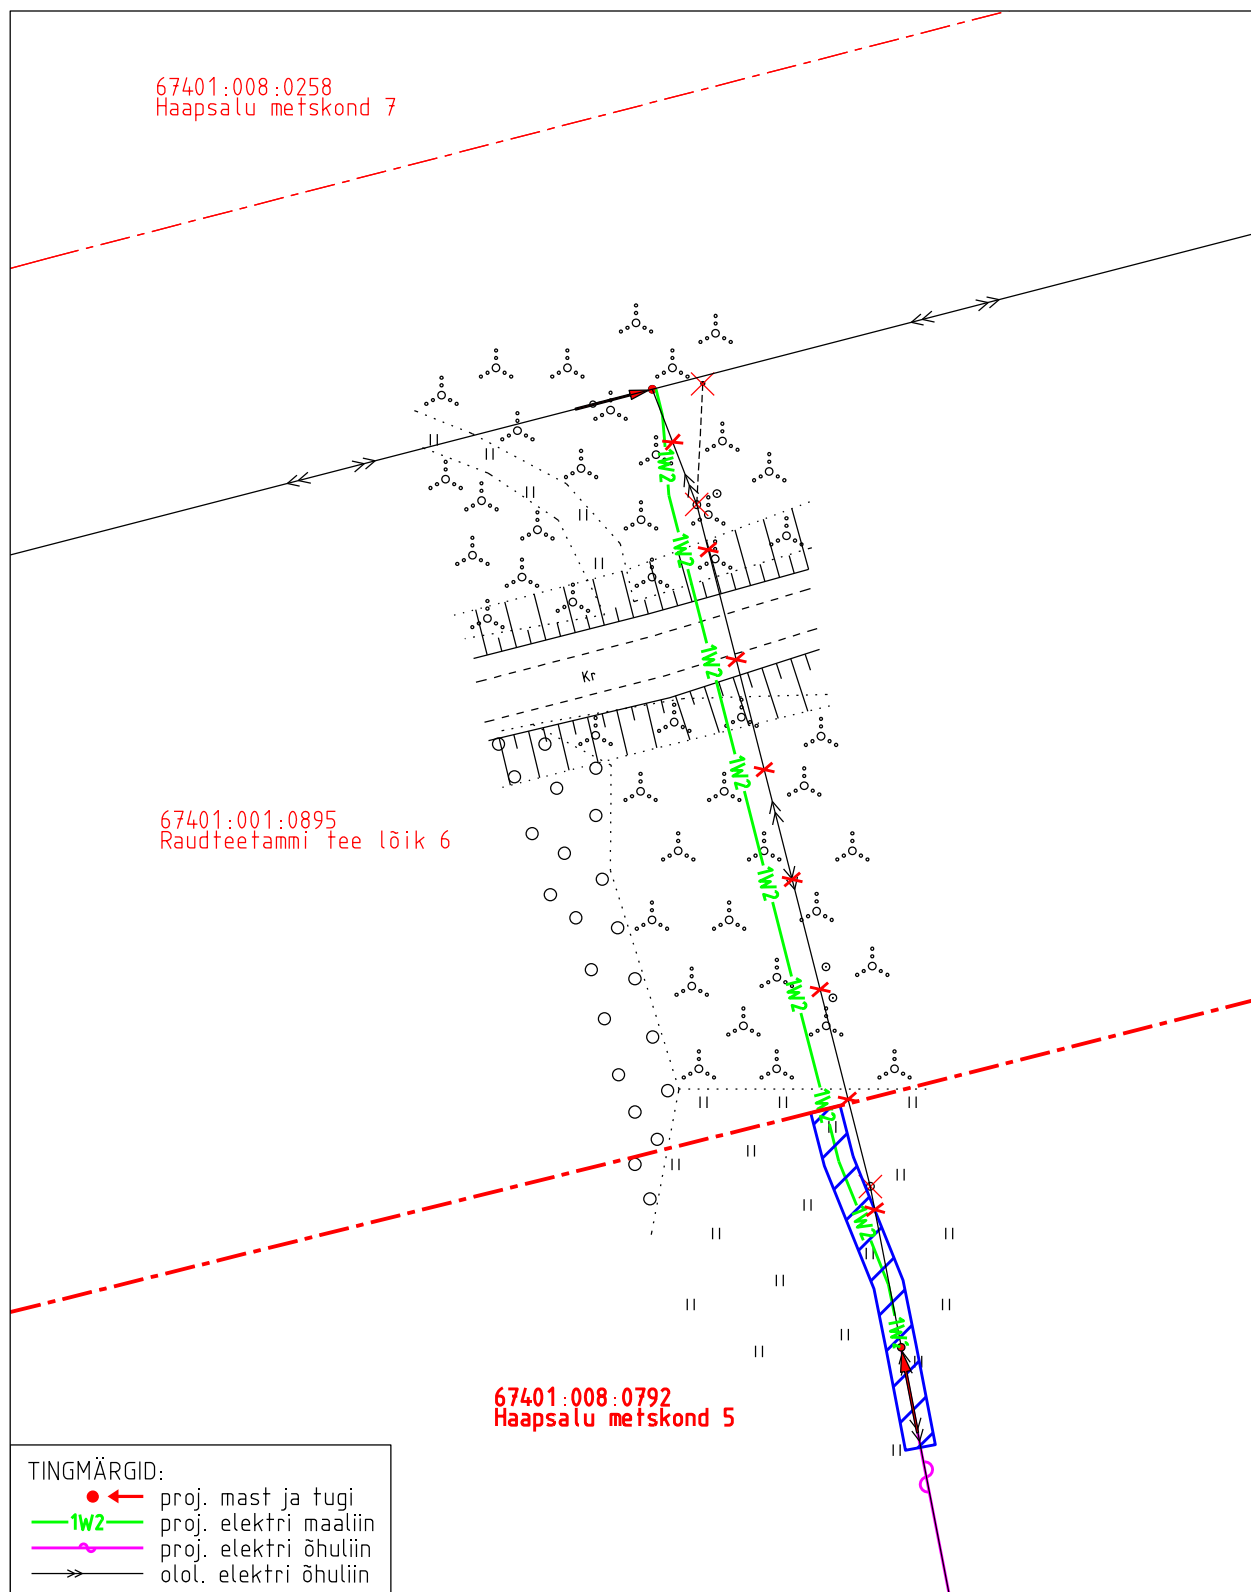 67401:008:0258
Haapsalu metskond 7
1W2
1W2
Kr
1W2
1W2
67401:001:0895
Raudteetammi tee lõik 6
1W2
1W2
1W2
1W2
67401:008:0792
Haapsalu metskond 5
TINGMÄRGID:
proj. mast ja tugi
1W2 proj. elektri maaliin
proj. elektri õhuliin
olol. elektri õhuliin